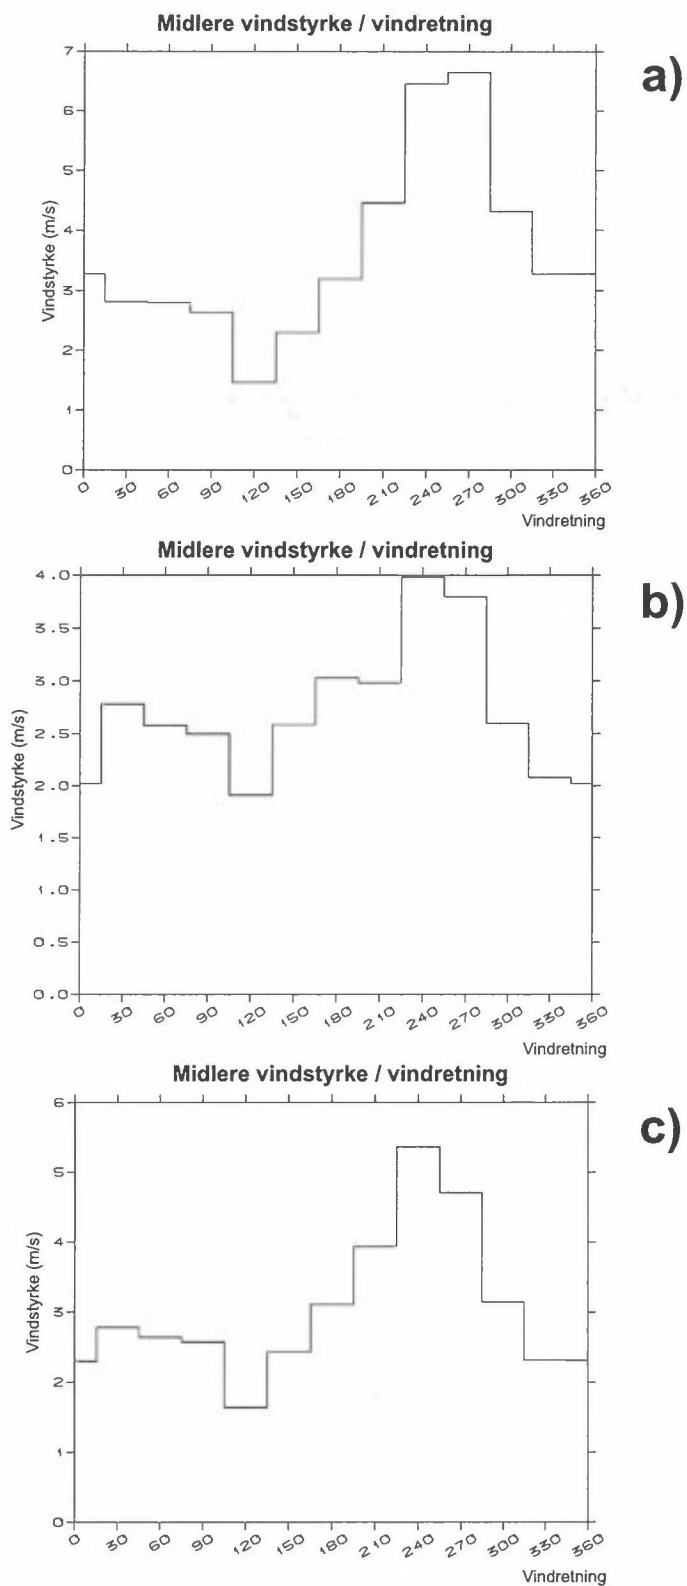 Midlere vindstyrke / vindretning
a)
7
6
5
4
3
2
1
0
Vindstyrke (m/s)
0 30 60 90 120 150 180 210 240 270 300 330 360
Vindretning
Midlere vindstyrke / vindretning
b)
4.0
3.5
3.0
2.5
2.0
1.5
1.0
0.5
0.0
Vindstyrke (m/s)
0 30 60 90 120 150 180 210 240 270 300 330 360
Vindretning
Midlere vindstyrke / vindretning
c)
6
5
4
3
2
1
0
Vindstyrke (m/s)
0 30 60 90 120 150 180 210 240 270 300 330 360
Vindretning